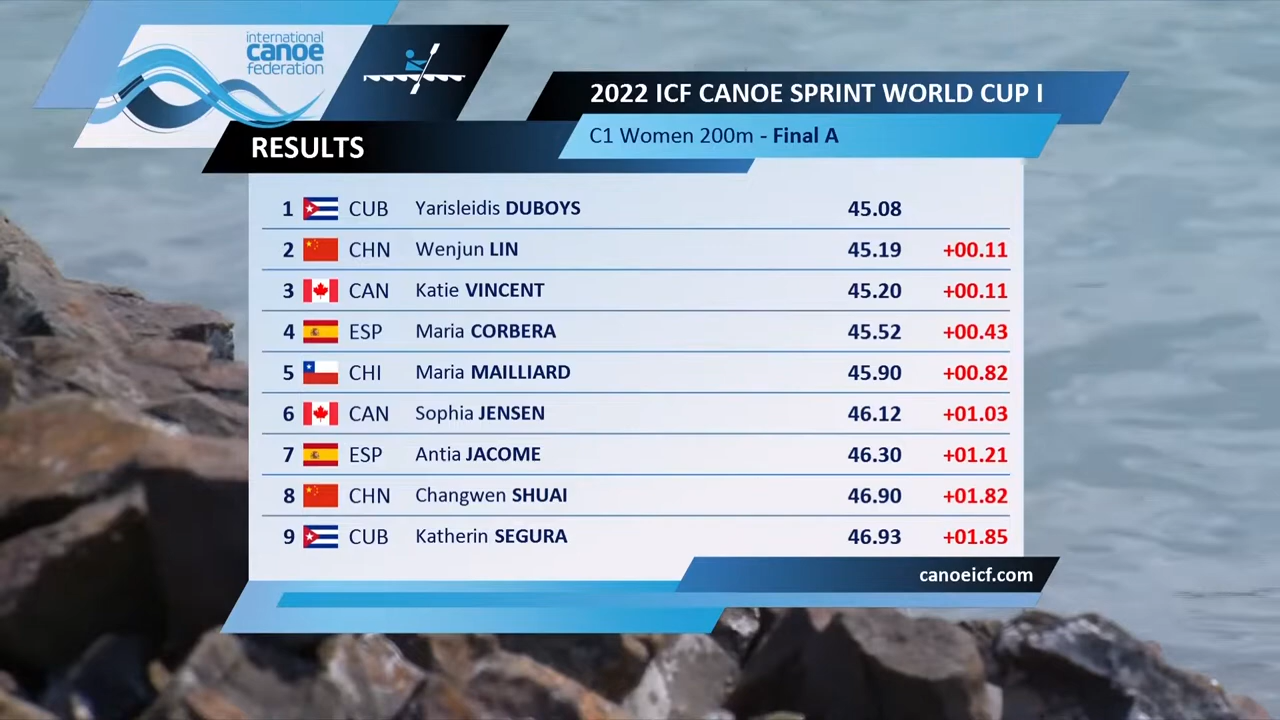 international
canoe
federation
2022 ICF CANOE SPRINT WORLD CUP I
C1 Women 200m - Final A
RESULTS
1 CUB Yarisleidis DUBOYS 45.08
2 CHN Wenjun LIN 45.19 +00.11
3 CAN Katie VINCENT 45.20 +00.11
4 ESP Maria CORBERA 45.52 +00.43
5 CHI Maria MAILLIARD 45.90 +00.82
6 CAN Sophia JENSEN 46.12 +01.03
7 ESP Antia JACOME 46.30 +01.21
8 CHN Changwen SHUAI 46.90 +01.82
9 CUB Katherin SEGURA 46.93 +01.85
canoeicf.com